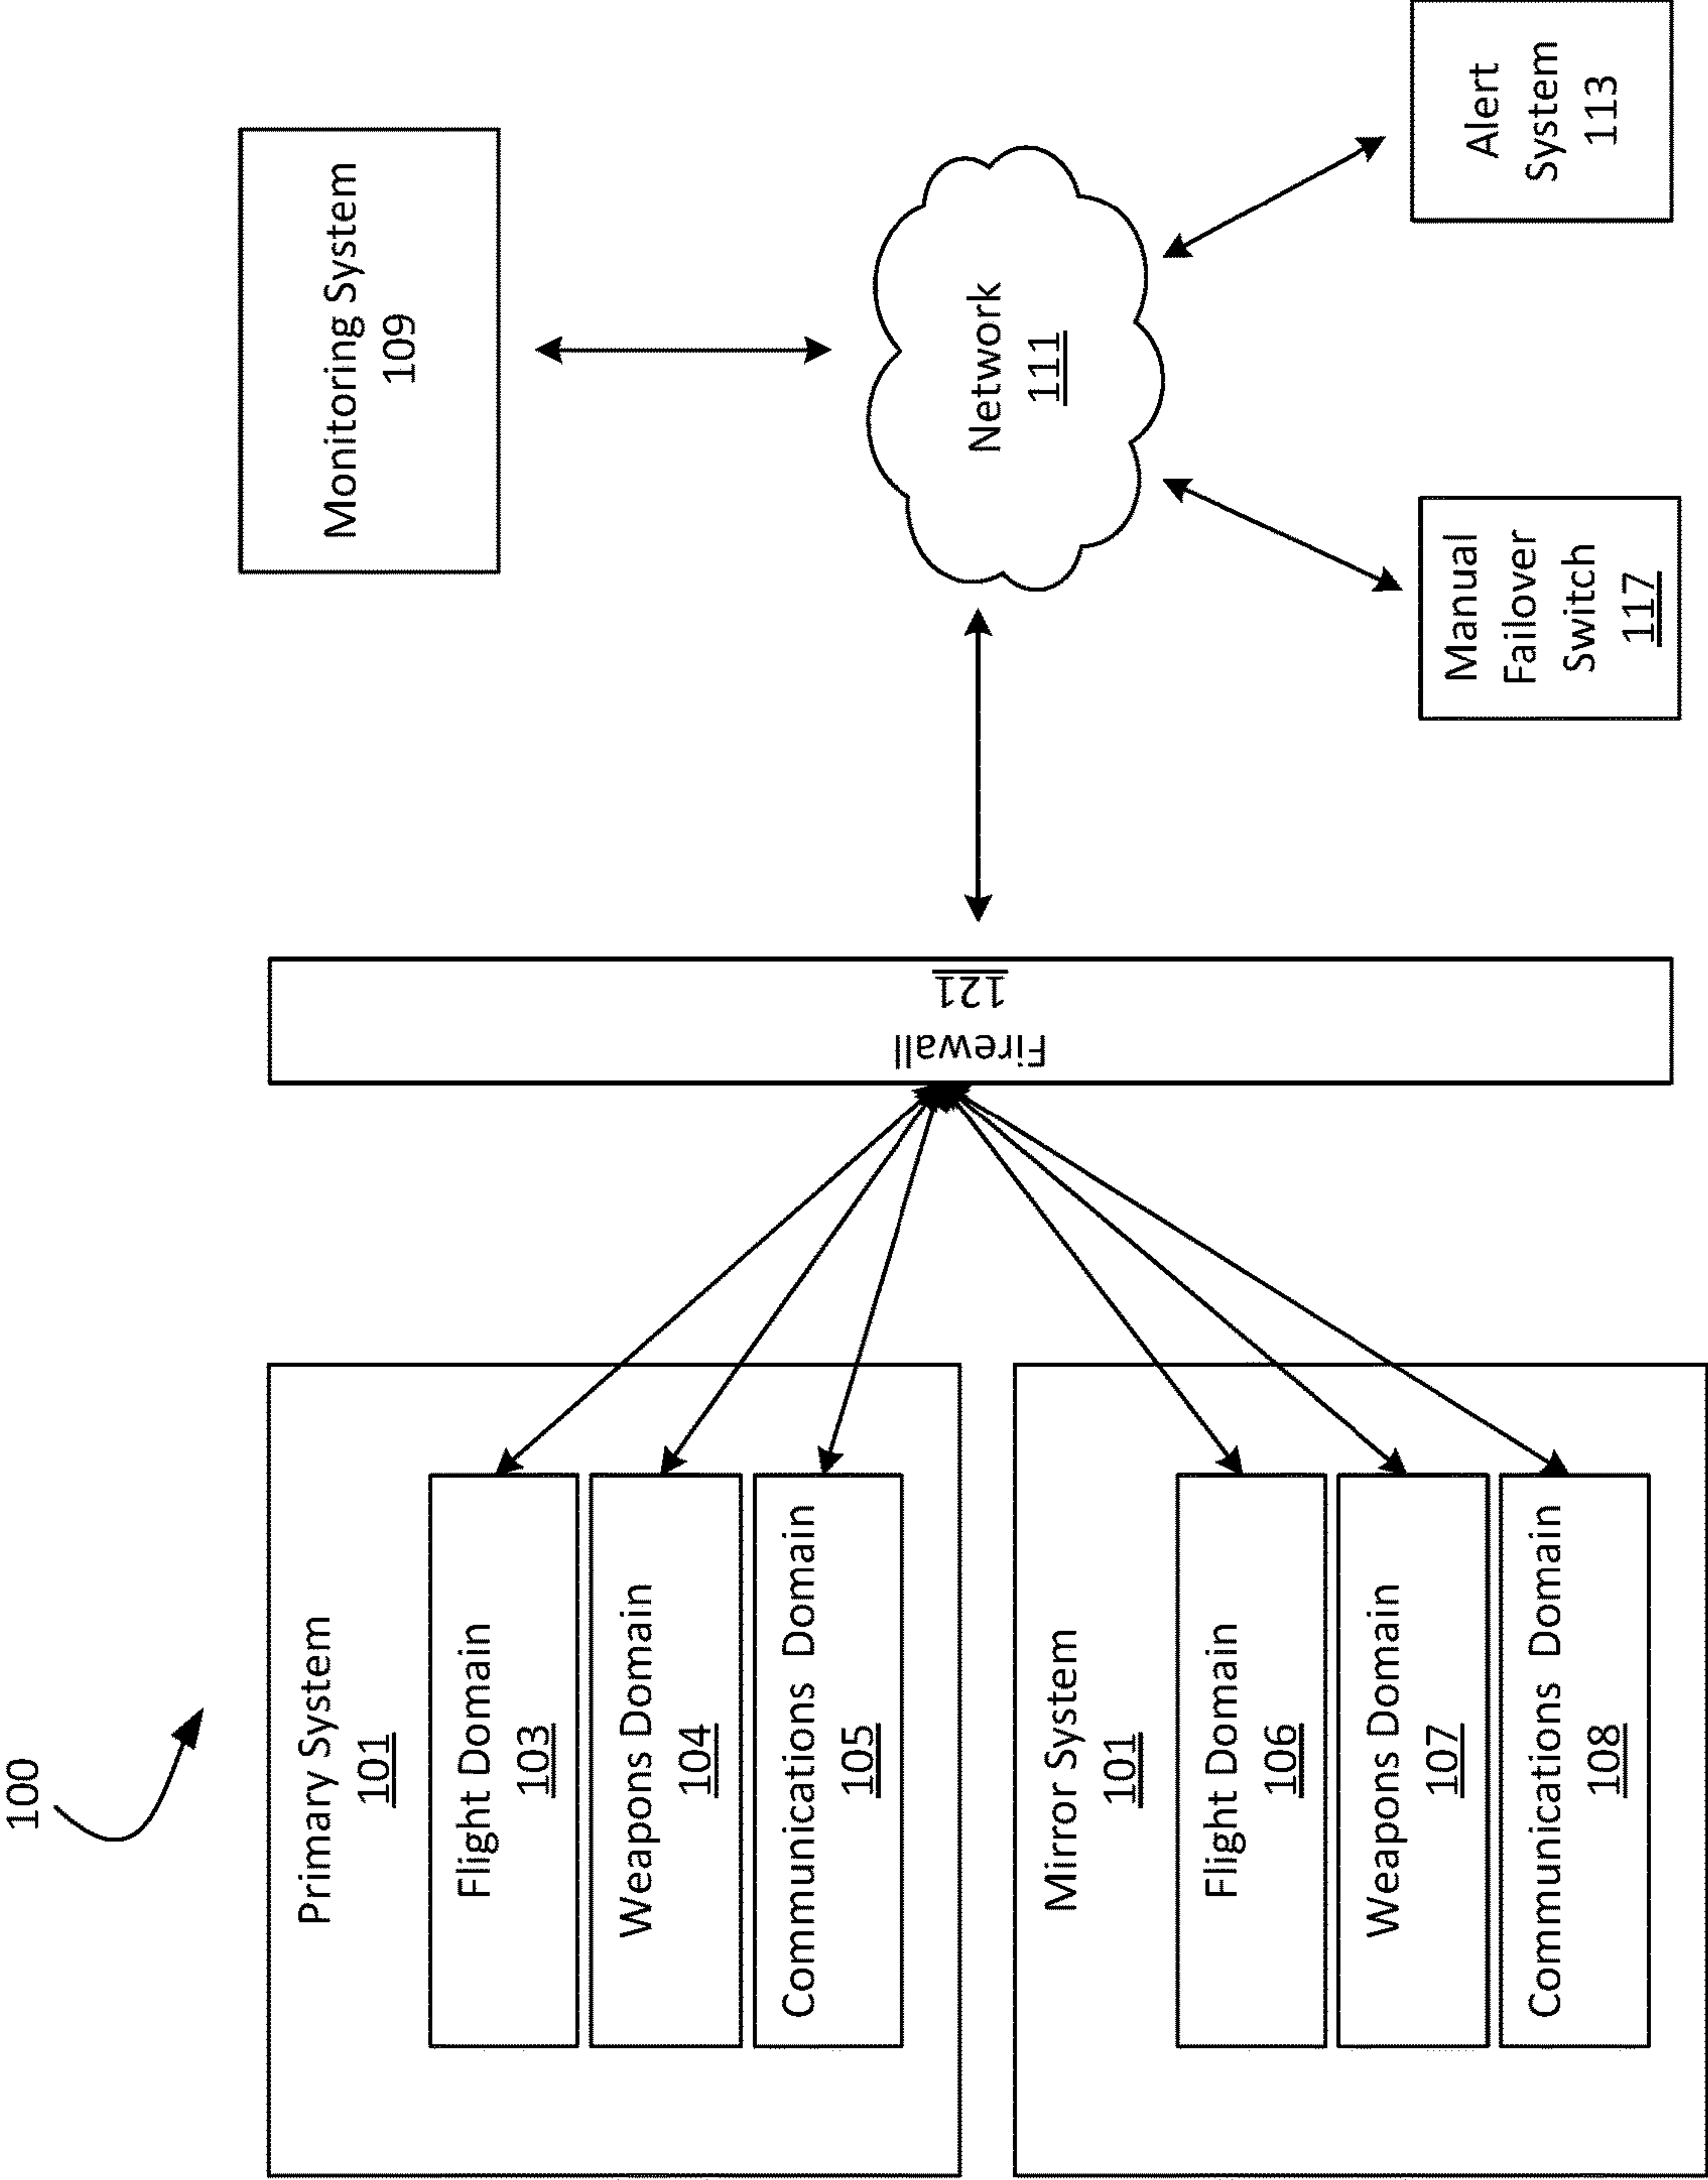 100
Primary System
101
Flight Domain
103
Weapons Domain
104
Communications Domain
105
Mirror System
101
Flight Domain
106
Weapons Domain
107
Communications Domain
108
Firewall
121
Monitoring System
109
Network
111
Manual
Failover
Switch
117
Alert
System
113